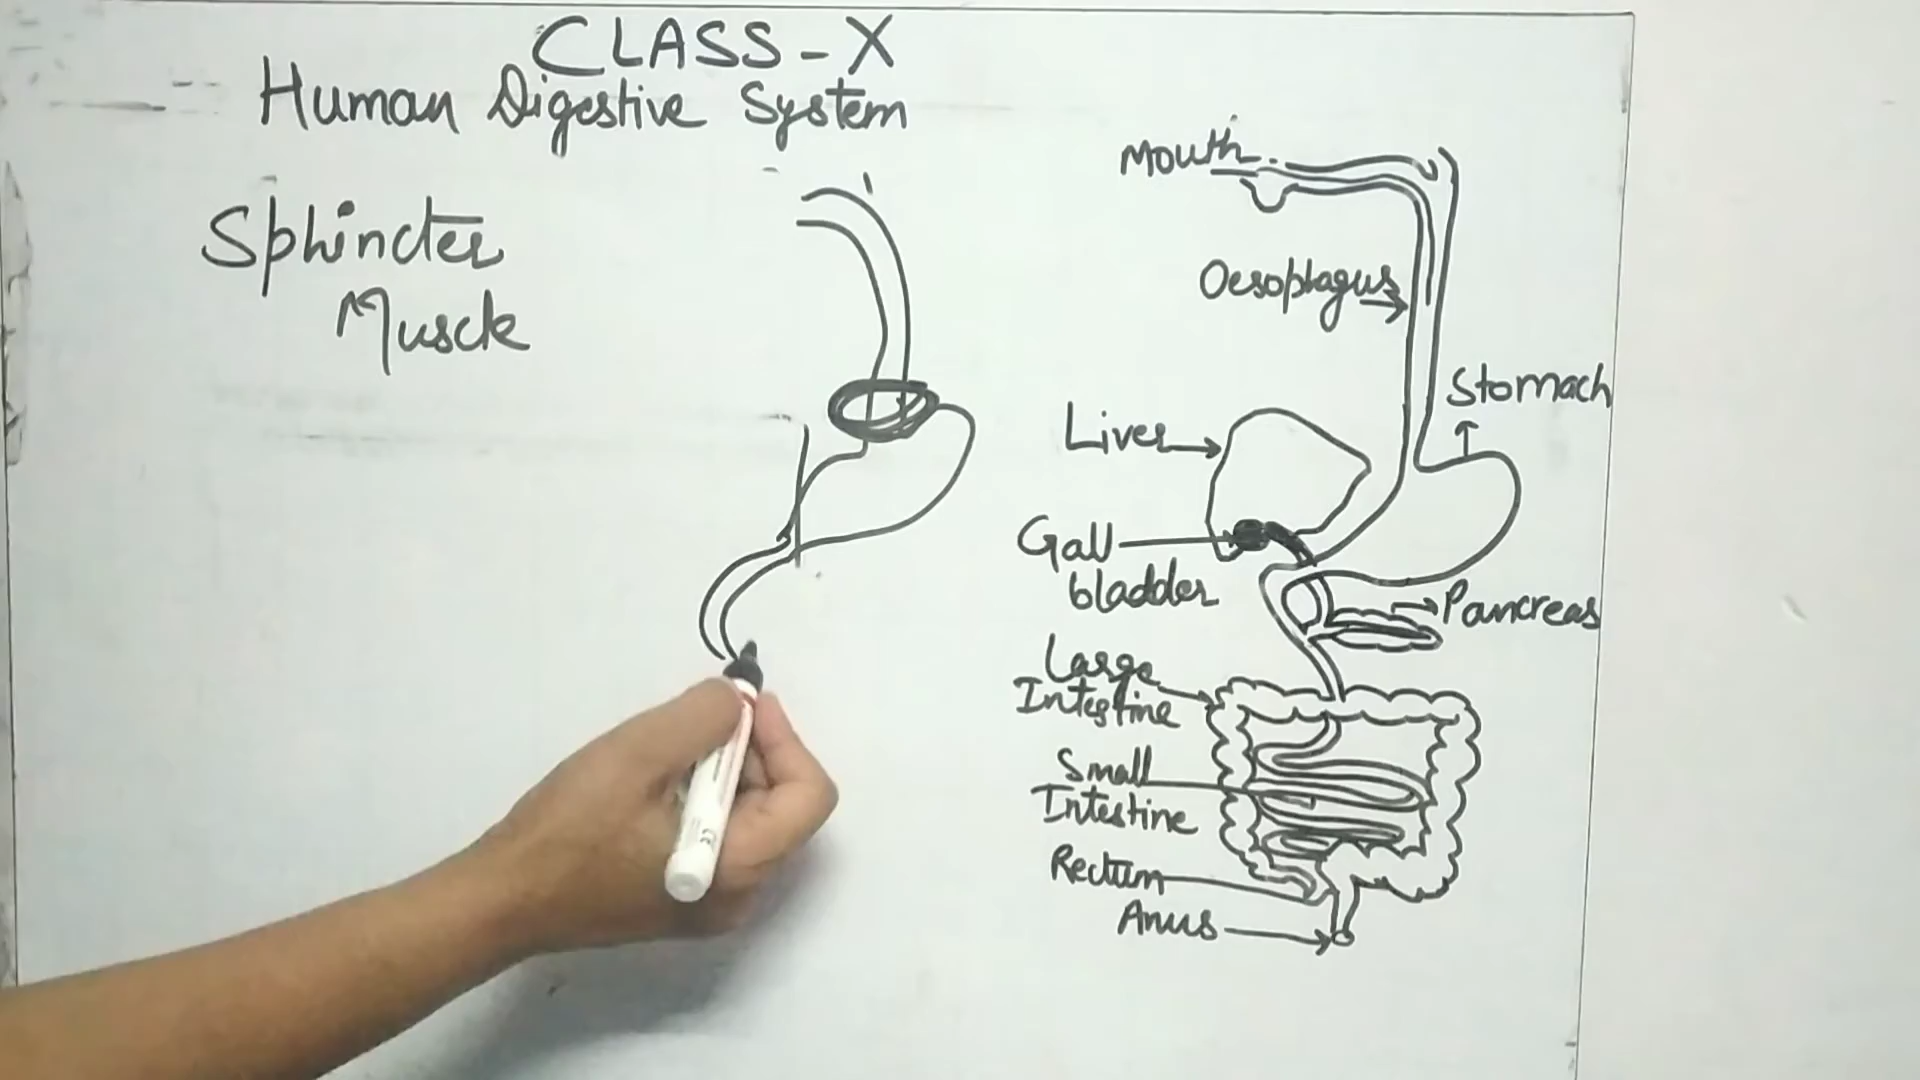 CLASS - X
Human Digestive System
Sphincter
Muscle
Mouth
Oesophagus
Stomach
Liver
Gall
bladder
Pancreas
Large
Intestine
Small
Intestine
Rectum
Anus
CE